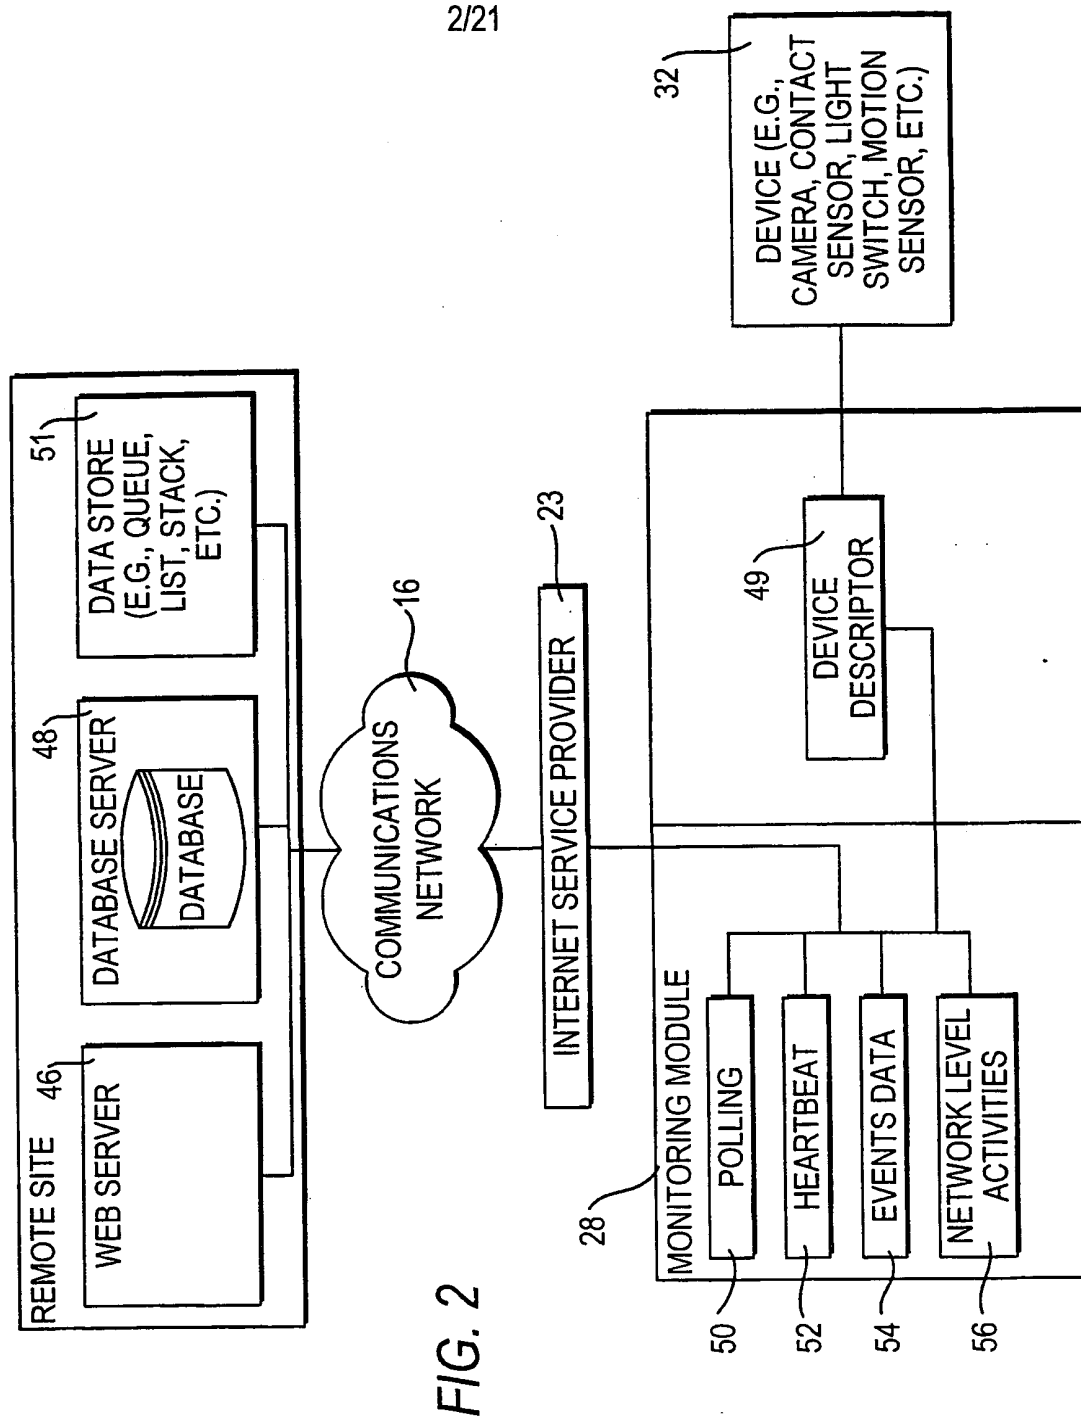 2/21
REMOTE SITE
46
WEB SERVER
48
DATABASE SERVER
DATABASE
51
DATA STORE
(E.G., QUEUE,
LIST, STACK,
ETC.)
16
COMMUNICATIONS
NETWORK
23
INTERNET SERVICE PROVIDER
28
MONITORING MODULE
50
POLLING
52
HEARTBEAT
54
EVENTS DATA
56
NETWORK LEVEL
ACTIVITIES
49
DEVICE
DESCRIPTOR
32
DEVICE (E.G.,
CAMERA, CONTACT
SENSOR, LIGHT
SWITCH, MOTION
SENSOR, ETC.)
FIG. 2